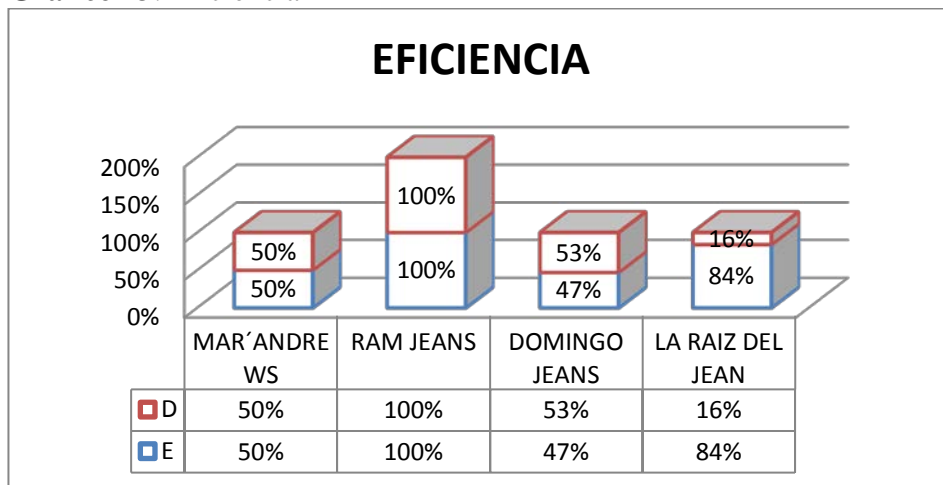 EFICIENCIA
200%
150%
100%
50%
0%
50%
50%
100%
100%
53%
47%
16%
84%
MAR´ANDRE
WS
RAM JEANS
DOMINGO
JEANS
LA RAIZ DEL
JEAN
D 50% 100% 53% 16%
E 50% 100% 47% 84%